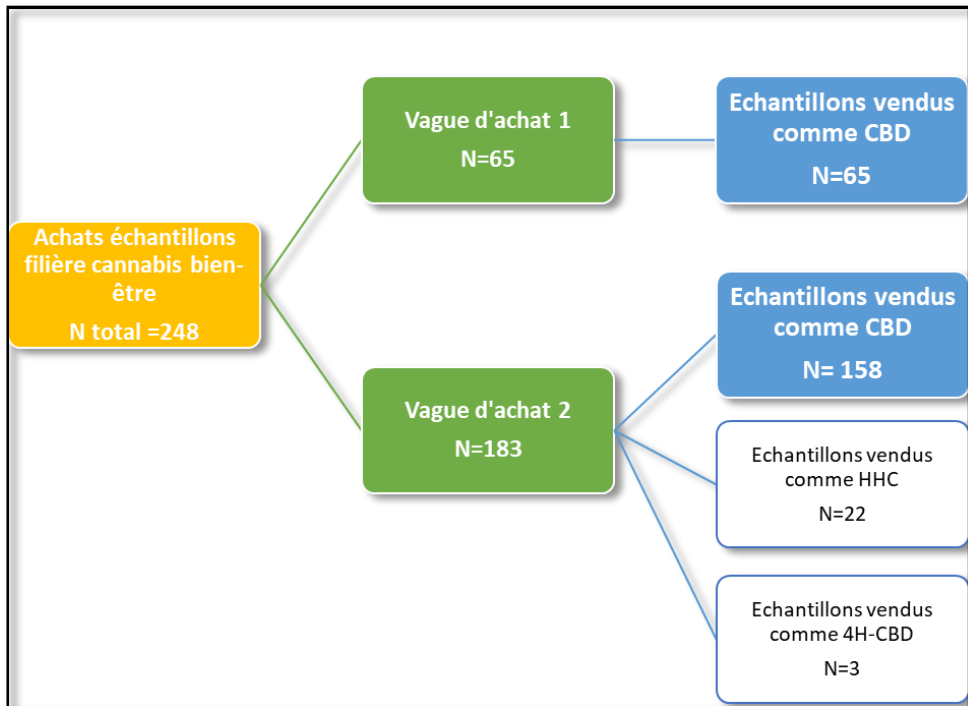 Achats échantillons
filière cannabis bien-
être
N total =248
Vague d'achat 1
N=65
Echantillons vendus
comme CBD
N=65
Vague d'achat 2
N=183
Echantillons vendus
comme CBD
N= 158
Echantillons vendus
comme HHC
N=22
Echantillons vendus
comme 4H-CBD
N=3